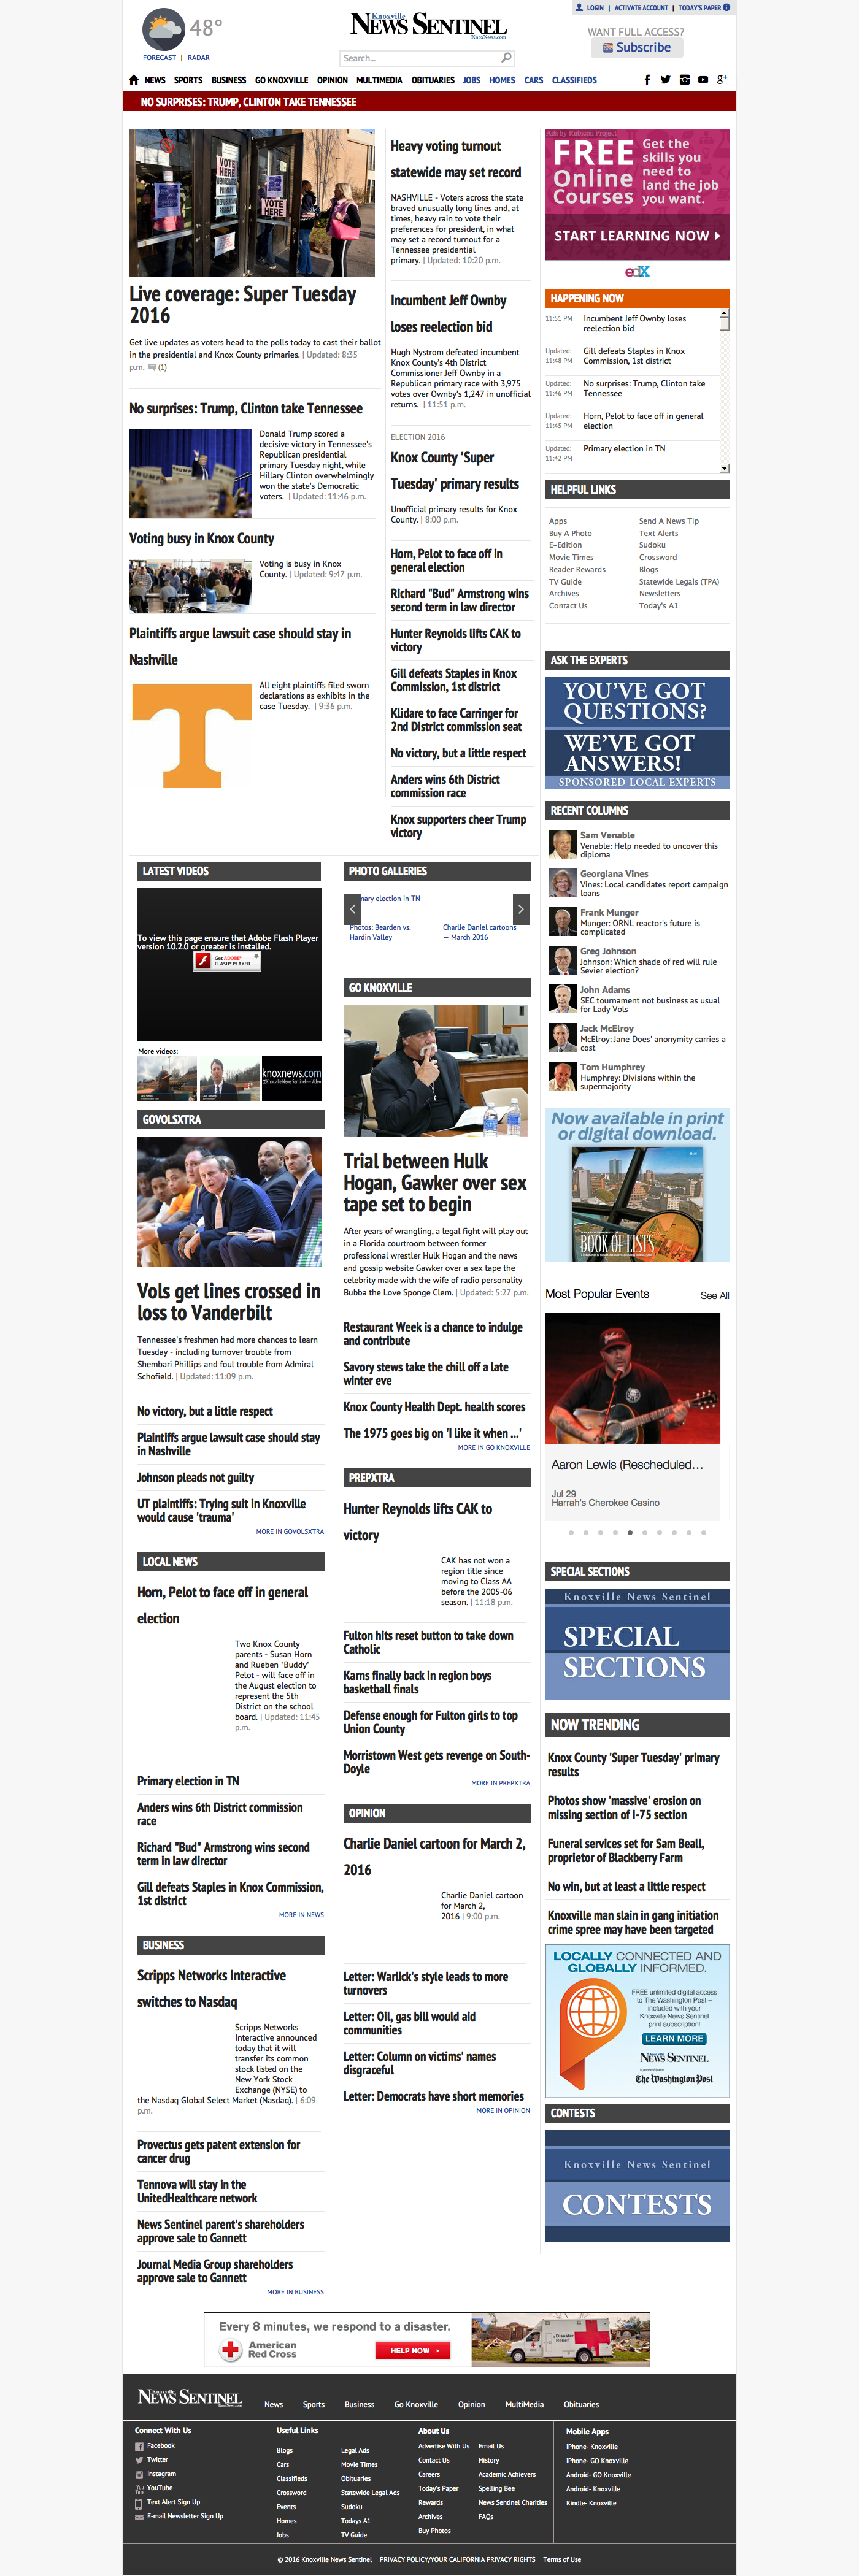 LOGIN | ACTIVATE ACCOUNT | TODAY'S PAPER
48°
FORECAST | RADAR
Knoxville
NEWS SENTINEL
KnoxNews.com
Search...
WANT FULL ACCESS?
Subscribe
NEWS SPORTS BUSINESS GO KNOXVILLE OPINION MULTIMEDIA OBITUARIES JOBS HOMES CARS CLASSIFIEDS
NO SURPRISES: TRUMP, CLINTON TAKE TENNESSEE
VOTE HERE
VOTE HERE
Live coverage: Super Tuesday
2016
Get live updates as voters head to the polls today to cast their ballot
in the presidential and Knox County primaries. | Updated: 8:35
p.m. (1)
No surprises: Trump, Clinton take Tennessee
Donald Trump scored a
decisive victory in Tennessee's
Republican presidential
primary Tuesday night, while
Hillary Clinton overwhelmingly
won the state's Democratic
voters. | Updated: 11:46 p.m.
Voting busy in Knox County
Voting is busy in Knox
County. | Updated: 9:47 p.m.
Plaintiffs argue lawsuit case should stay in
Nashville
All eight plaintiffs filed sworn
declarations as exhibits in the
case Tuesday. | 9:36 p.m.
Heavy voting turnout
statewide may set record
NASHVILLE - Voters across the state
braved unusually long lines and, at
times, heavy rain to vote their
preferences for president, in what
may set a record turnout for a
Tennessee presidential
primary. | Updated: 10:20 p.m.
Incumbent Jeff Ownby
loses reelection bid
Hugh Nystrom defeated incumbent
Knox County's 4th District
Commissioner Jeff Ownby in a
Republican primary race with 3,975
votes over Ownby's 1,247 in unofficial
returns. | 11:51 p.m.
ELECTION 2016
Knox County 'Super
Tuesday' primary results
Unofficial primary results for Knox
County. | 8:00 p.m.
Horn, Pelot to face off in
general election
Richard "Bud" Armstrong wins
second term in law director
Hunter Reynolds lifts CAK to
victory
Gill defeats Staples in Knox
Commission, 1st district
Klidare to face Carringer for
2nd District commission seat
No victory, but a little respect
Anders wins 6th District
commission race
Knox supporters cheer Trump
victory
Ads by Rubicon Project
FREE
Online
Courses
Get the
skills you
need to
land the job
you want.
START LEARNING NOW
edX
HAPPENING NOW
11:51 PM Incumbent Jeff Ownby loses
reelection bid
Updated:
11:48 PM
Gill defeats Staples in Knox
Commission, 1st district
Updated:
11:46 PM
No surprises: Trump, Clinton take
Tennessee
Updated:
11:45 PM
Horn, Pelot to face off in general
election
Updated:
11:42 PM
Primary election in TN
HELPFUL LINKS
Apps
Buy A Photo
E-Edition
Movie Times
Reader Rewards
TV Guide
Archives
Contact Us
Send A News Tip
Text Alerts
Sudoku
Crossword
Blogs
Statewide Legals (TPA)
Newsletters
Today's A1
ASK THE EXPERTS
YOU'VE GOT
QUESTIONS?
WE'VE GOT
ANSWERS!
SPONSORED LOCAL EXPERTS
RECENT COLUMNS
Sam Venable
Venable: Help needed to uncover this
diploma
Georgiana Vines
Vines: Local candidates report campaign
loans
Frank Munger
Munger: ORNL reactor's future is
complicated
Greg Johnson
Johnson: Which shade of red will rule
Sevier election?
John Adams
SEC tournament not business as usual
for Lady Vols
Jack McElroy
McElroy: Jane Does' anonymity carries a
cost
Tom Humphrey
Humphrey: Divisions within the
supermajority
Now available in print
or digital download.
BOOK OF LISTS
Most Popular Events
See All
Aaron Lewis (Rescheduled...
Jul 29
Harrah's Cherokee Casino
SPECIAL SECTIONS
Knoxville News Sentinel
SPECIAL
SECTIONS
NOW TRENDING
Knox County 'Super Tuesday' primary
results
Photos show 'massive' erosion on
missing section of I-75 section
Funeral services set for Sam Beall,
proprietor of Blackberry Farm
No win, but at least a little respect
Knoxville man slain in gang initiation
crime spree may have been targeted
LOCALLY CONNECTED AND
GLOBALLY INFORMED.
FREE unlimited digital access
to The Washington Post –
included with your
Knoxville News Sentinel
print subscription!
LEARN MORE
NEWS SENTINEL
The Washington Post
CONTESTS
Knoxville News Sentinel
CONTESTS
LATEST VIDEOS
To view this page ensure that Adobe Flash Player
version 10.2.0 or greater is installed.
Get ADOBE
FLASH PLAYER
More videos:
knoxnews.com
GOVOLSXTRA
Vols get lines crossed in
loss to Vanderbilt
Tennessee's freshmen had more chances to learn
Tuesday - including turnover trouble from
Shembari Phillips and foul trouble from Admiral
Schofield. | Updated: 11:09 p.m.
No victory, but a little respect
Plaintiffs argue lawsuit case should stay
in Nashville
Johnson pleads not guilty
UT plaintiffs: Trying suit in Knoxville
would cause 'trauma'
MORE IN GOVOLSXTRA
LOCAL NEWS
Horn, Pelot to face off in general
election
Two Knox County
parents - Susan Horn
and Rueben "Buddy"
Pelot - will face off in
the August election to
represent the 5th
District on the school
board. | Updated: 11:45
p.m.
Primary election in TN
Anders wins 6th District commission
race
Richard "Bud" Armstrong wins second
term in law director
Gill defeats Staples in Knox Commission,
1st district
MORE IN NEWS
BUSINESS
Scripps Networks Interactive
switches to Nasdaq
Scripps Networks
Interactive announced
today that it will
transfer its common
stock listed on the
New York Stock
Exchange (NYSE) to
the Nasdaq Global Select Market (Nasdaq). | 6:09
p.m.
Provectus gets patent extension for
cancer drug
Tennova will stay in the
UnitedHealthcare network
News Sentinel parent's shareholders
approve sale to Gannett
Journal Media Group shareholders
approve sale to Gannett
MORE IN BUSINESS
PHOTO GALLERIES
nary election in TN
Photos: Bearden vs.
Hardin Valley
Charlie Daniel cartoons
— March 2016
GO KNOXVILLE
Trial between Hulk
Hogan, Gawker over sex
tape set to begin
After years of wrangling, a legal fight will play out
in a Florida courtroom between former
professional wrestler Hulk Hogan and the news
and gossip website Gawker over a sex tape the
celebrity made with the wife of radio personality
Bubba the Love Sponge Clem. | Updated: 5:27 p.m.
Restaurant Week is a chance to indulge
and contribute
Savory stews take the chill off a late
winter eve
Knox County Health Dept. health scores
The 1975 goes big on 'I like it when ...'
MORE IN GO KNOXVILLE
PREPXTRA
Hunter Reynolds lifts CAK to
victory
CAK has not won a
region title since
moving to Class AA
before the 2005-06
season. | 11:18 p.m.
Fulton hits reset button to take down
Catholic
Karns finally back in region boys
basketball finals
Defense enough for Fulton girls to top
Union County
Morristown West gets revenge on South-
Doyle
MORE IN PREPXTRA
OPINION
Charlie Daniel cartoon for March 2,
2016
Charlie Daniel cartoon
for March 2,
2016 | 9:00 p.m.
Letter: Warlick's style leads to more
turnovers
Letter: Oil, gas bill would aid
communities
Letter: Column on victims' names
disgraceful
Letter: Democrats have short memories
MORE IN OPINION
Every 8 minutes, we respond to a disaster.
American
Red Cross
HELP NOW
Disaster
Relief
Knoxville
NEWS SENTINEL
News Sports Business Go Knoxville Opinion MultiMedia Obituaries
Connect With Us
Facebook
Twitter
Instagram
YouTube
Text Alert Sign Up
E-mail Newsletter Sign Up
Useful Links
Blogs
Cars
Classifieds
Crossword
Events
Homes
Jobs
Legal Ads
Movie Times
Obituaries
Statewide Legal Ads
Sudoku
Todays A1
TV Guide
About Us
Advertise With Us
Contact Us
Careers
Today's Paper
Rewards
Archives
Buy Photos
Email Us
History
Academic Achievers
Spelling Bee
News Sentinel Charities
FAQs
Mobile Apps
iPhone- Knoxville
iPhone- GO Knoxville
Android- GO Knoxville
Android- Knoxville
Kindle- Knoxville
© 2016 Knoxville News Sentinel PRIVACY POLICY/YOUR CALIFORNIA PRIVACY RIGHTS Terms of Use